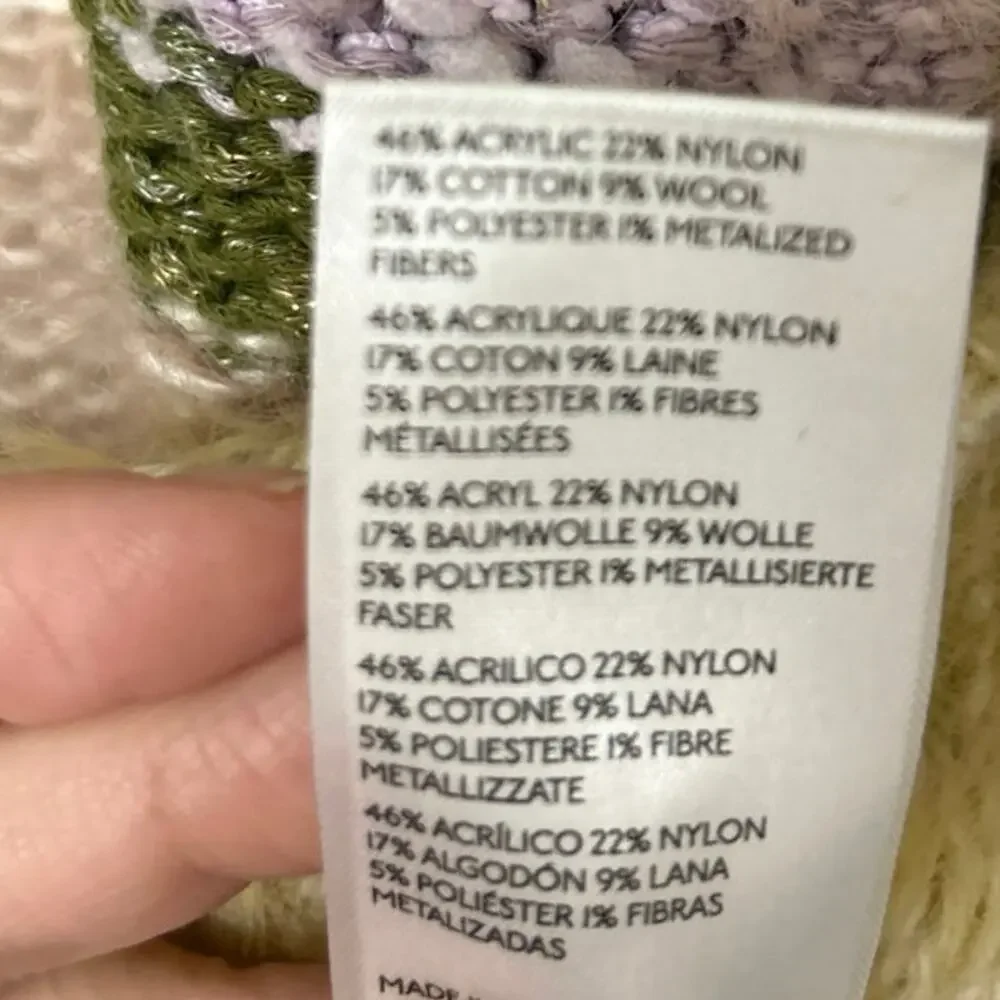 46% ACRYLIC 22% NYLON
17% COTTON 9% WOOL
5% POLYESTER 1% METALIZED
FIBERS
46% ACRYLIQUE 22% NYLON
17% COTON 9% LAINE
5% POLYESTER 1% FIBRES
MÉTALLISÉES
46% ACRYL 22% NYLON
17% BAUMWOLLE 9% WOLLE
5% POLYESTER 1% METALLISIERTE
FASER
46% ACRILICO 22% NYLON
17% COTONE 9% LANA
5% POLIESTERE 1% FIBRE
METALLIZZATE
46% ACRÍLICO 22% NYLON
17% ALGODÓN 9% LANA
5% POLIÉSTER 1% FIBRAS
METALIZADAS
MADE